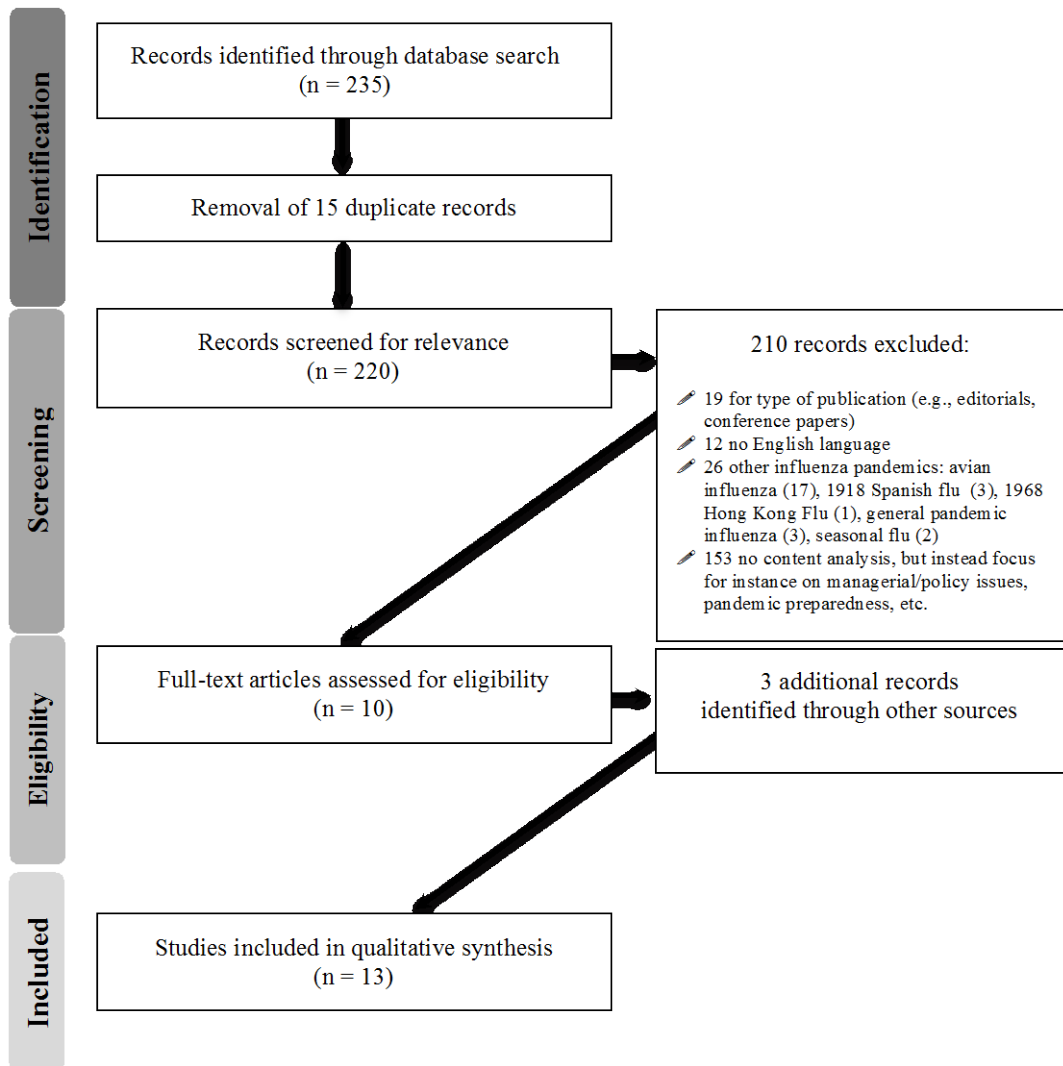 Identification
Records identified through database search
(n = 235)
Removal of 15 duplicate records
Screening
Records screened for relevance
(n = 220)
210 records excluded:
19 for type of publication (e.g., editorials,
conference papers)
12 no English language
26 other influenza pandemics: avian
influenza (17), 1918 Spanish flu (3), 1968
Hong Kong Flu (1), general pandemic
influenza (3), seasonal flu (2)
153 no content analysis, but instead focus
for instance on managerial/policy issues,
pandemic preparedness, etc.
Eligibility
Full-text articles assessed for eligibility
(n = 10)
3 additional records
identified through other sources
Included
Studies included in qualitative synthesis
(n = 13)